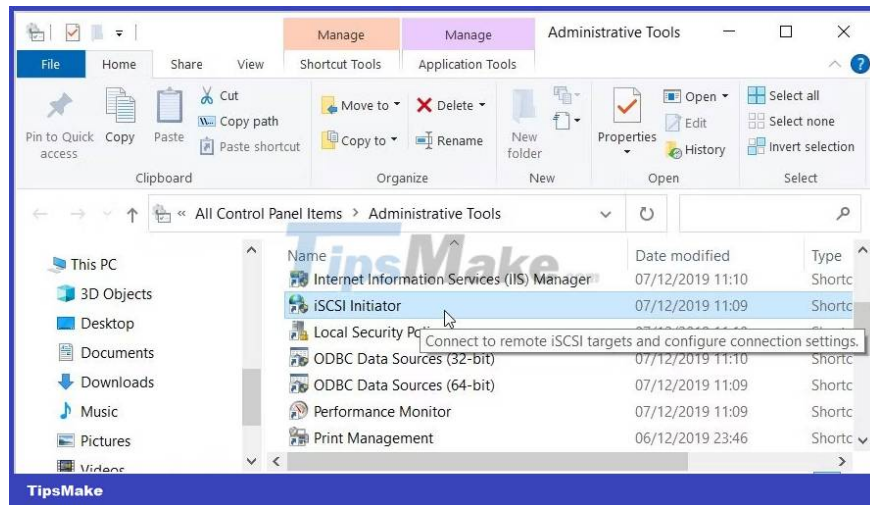 Manage Manage Administrative Tools
File Home Share View Shortcut Tools Application Tools
Pin to Quick access
Copy
Paste
Cut
Copy path
Paste shortcut
Clipboard
Move to
Copy to
Delete
Rename
Organize
New folder
New
Properties
Open
Edit
History
Open
Select all
Select none
Invert selection
Select
« All Control Panel Items > Administrative Tools
This PC
3D Objects
Desktop
Documents
Downloads
Music
Pictures
Videos
Name Date modified Type
Internet Information Services (IIS) Manager 07/12/2019 11:10 Shortc
iSCSI Initiator 07/12/2019 11:09 Shortc
Local Security
Connect to remote iSCSI targets and configure connection settings.
ODBC Data Sources (32-bit) 07/12/2019 11:10 Shortc
ODBC Data Sources (64-bit) 07/12/2019 11:09 Shortc
Performance Monitor 07/12/2019 11:09 Shortc
Print Management 06/12/2019 23:46 Shortc
TipsMake
TipsMake